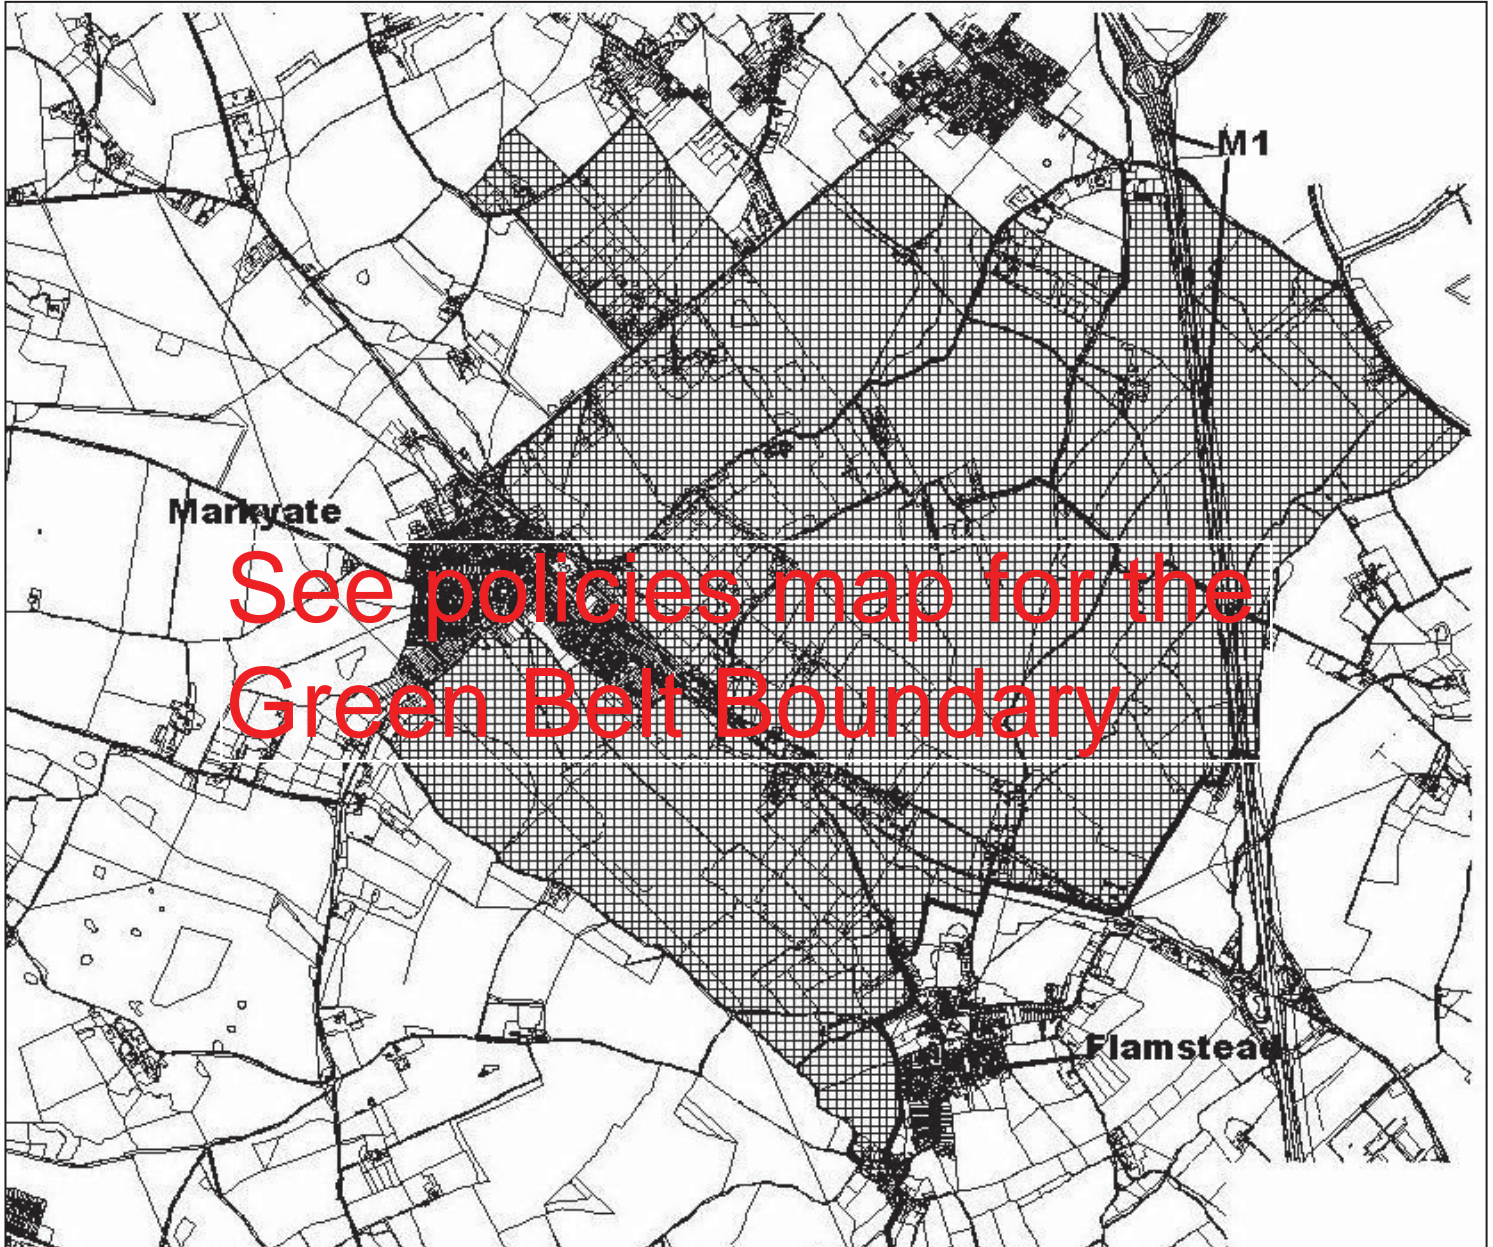 M1
Markyate
See policies map for the
Green Belt Boundary
Flamstead